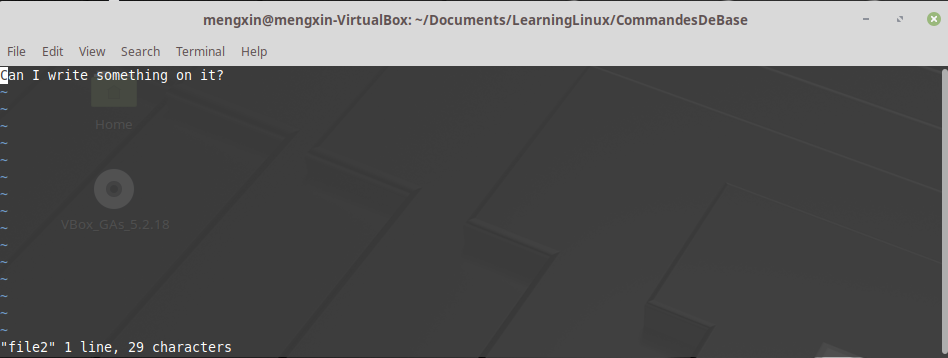 mengxin@mengxin-VirtualBox: ~/Documents/LearningLinux/CommandesDeBase
File Edit View Search Terminal Help
Can I write something on it?
~
~
Home
~
~
~
~
~
~
VBox_GAs_5.2.18
~
~
~
~
~
~
~
"file2" 1 line, 29 characters